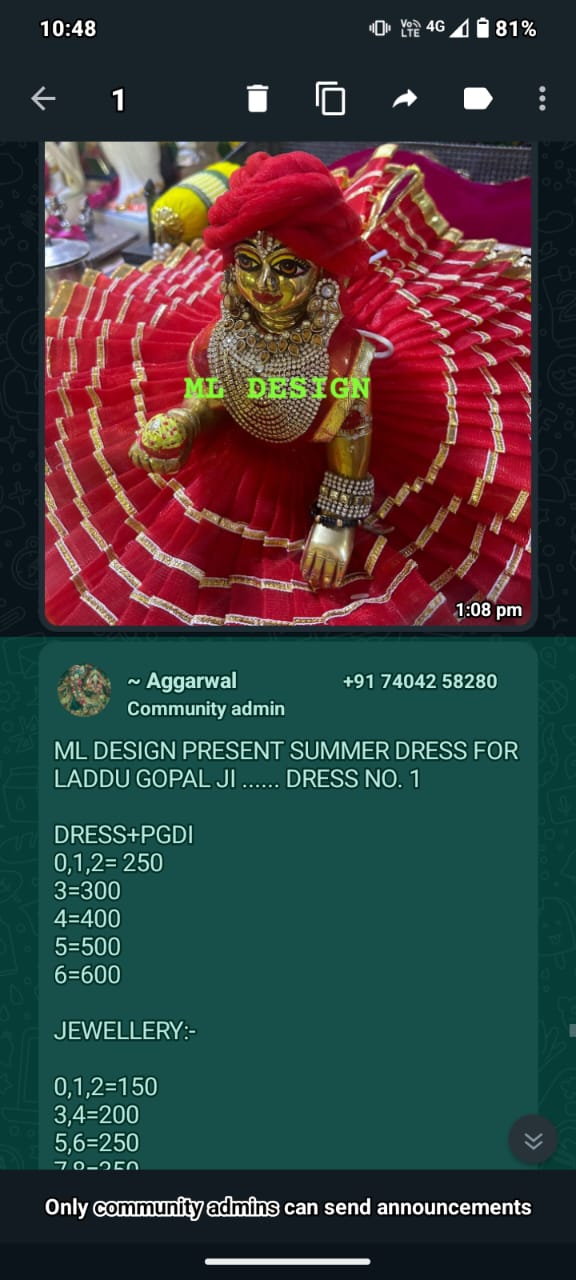 10:48
Vo)) LTE 4G 81%
1
ML DESIGN
1:08 pm
~ Aggarwal +91 74042 58280
Community admin
ML DESIGN PRESENT SUMMER DRESS FOR
LADDU GOPAL JI ...... DRESS NO. 1
DRESS+PGDI
0,1,2= 250
3=300
4=400
5=500
6=600
JEWELLERY:-
0,1,2=150
3,4=200
5,6=250
7,8=350
Only community admins can send announcements